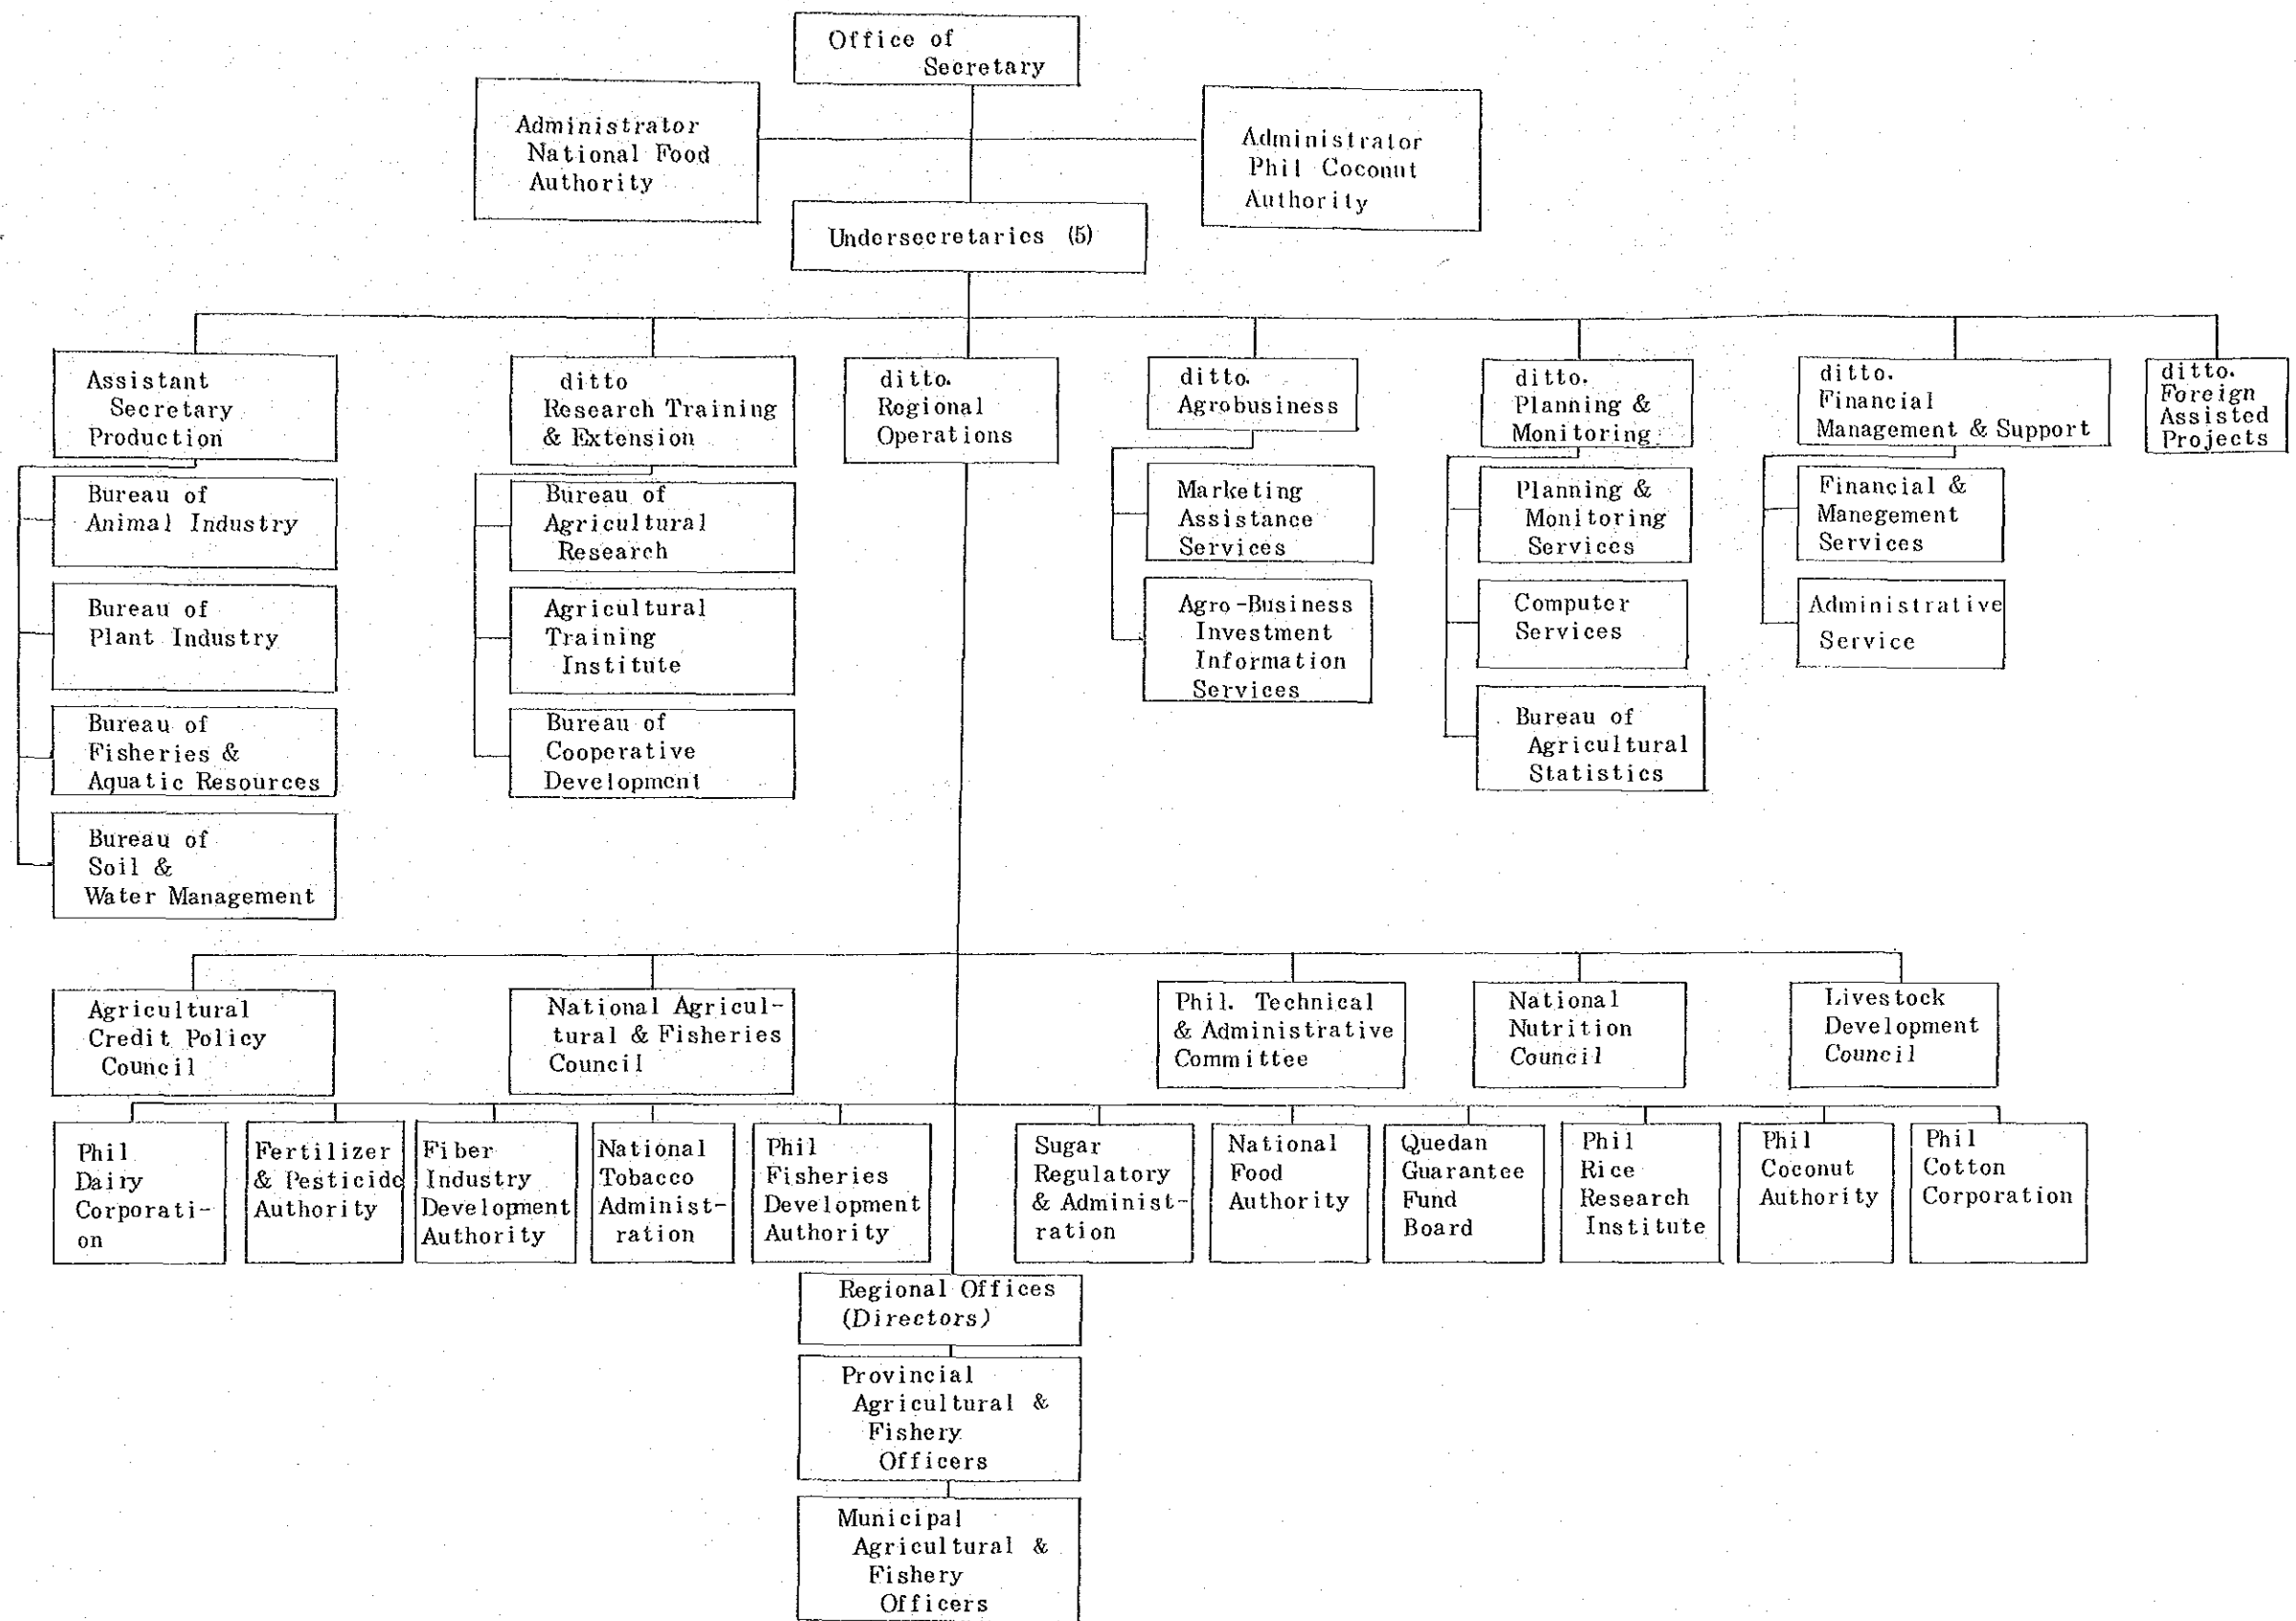 Office of
Secretary
Administrator
National Food
Authority
Administrator
Phil Coconut
Authority
Undersecretaries (5)
Assistant
Secretary
Production
ditto
Research Training
& Extension
ditto.
Regional
Operations
ditto.
Agrobusiness
ditto.
Planning &
Monitoring
ditto.
Financial
Management & Support
ditto.
Foreign
Assisted
Projects
Bureau of
Animal Industry
Bureau of
Agricultural
Research
Marketing
Assistance
Services
Planning &
Monitoring
Services
Financial &
Manegement
Services
Bureau of
Plant Industry
Agricultural
Training
Institute
Agro-Business
Investment
Information
Services
Computer
Services
Administrative
Service
Bureau of
Fisheries &
Aquatic Resources
Bureau of
Cooperative
Development
Bureau of
Agricultural
Statistics
Bureau of
Soil &
Water Management
Agricultural
Credit Policy
Council
National Agricul-
tural & Fisheries
Council
Phil. Technical
& Administrative
Committee
National
Nutrition
Council
Livestock
Development
Council
Phil
Dairy
Corporati-
on
Fertilizer
& Pesticide
Authority
Fiber
Industry
Development
Authority
National
Tobacco
Administ-
ration
Phil
Fisheries
Development
Authority
Sugar
Regulatory
& Administ-
ration
National
Food
Authority
Quedan
Guarantee
Fund
Board
Phil
Rice
Research
Institute
Phil
Coconut
Authority
Phil
Cotton
Corporation
Regional Offices
(Directors)
Provincial
Agricultural &
Fishery
Officers
Municipal
Agricultural &
Fishery
Officers